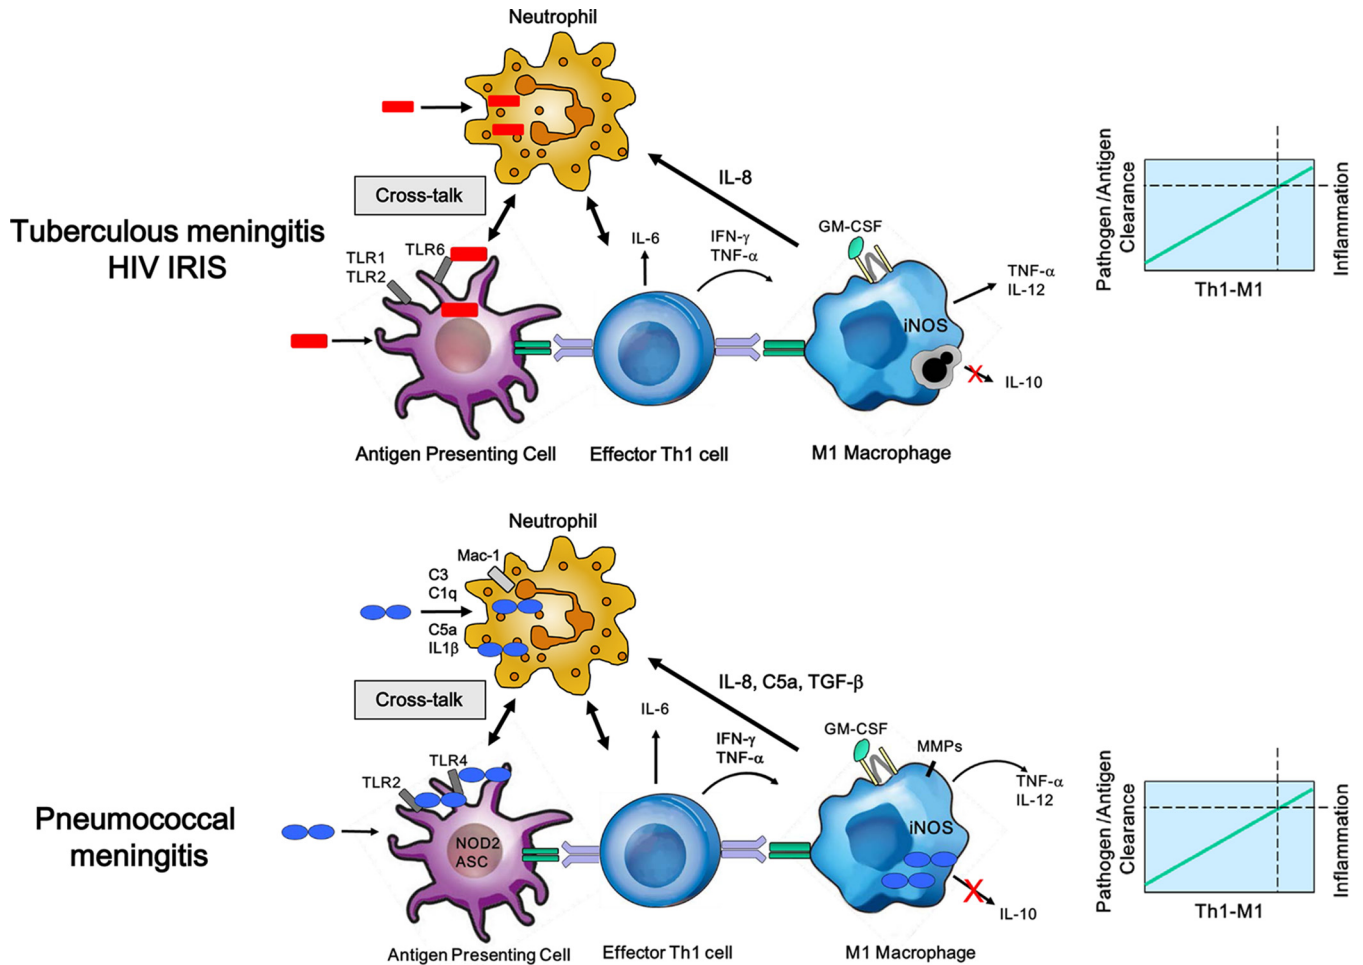 Neutrophil
Cross-talk
IL-8
Tuberculous meningitis
HIV IRIS
TLR1
TLR2
TLR6
IL-6
IFN-γ
TNF-α
GM-CSF
iNOS
TNF-α
IL-12
IL-10
Antigen Presenting Cell
Effector Th1 cell
M1 Macrophage
Pathogen /Antigen
Clearance
Th1-M1
Inflammation
Neutrophil
Mac-1
C3
C1q
C5a
IL1β
Cross-talk
IL-8, C5a, TGF-β
Pneumococcal
meningitis
TLR2
TLR4
NOD2
ASC
IL-6
IFN-γ
TNF-α
GM-CSF
MMPs
iNOS
TNF-α
IL-12
IL-10
Antigen Presenting Cell
Effector Th1 cell
M1 Macrophage
Pathogen /Antigen
Clearance
Th1-M1
Inflammation